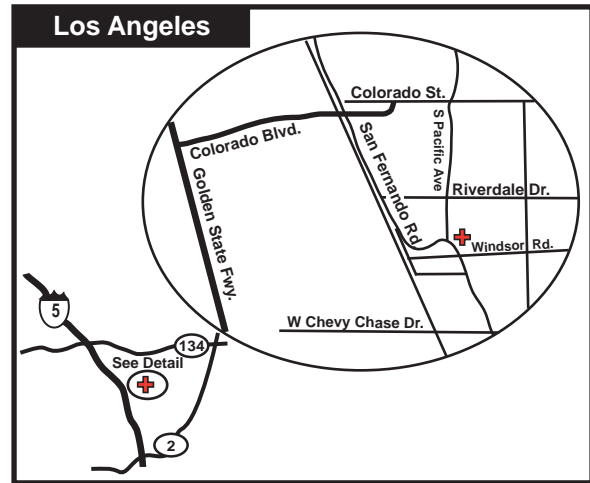 Los Angeles
Colorado St.
S Pacific Ave
Colorado Blvd.
San Fernando Rd
Golden State Fwy.
Riverdale Dr.
Windsor Rd.
W Chevy Chase Dr.
5
134
See Detail
2